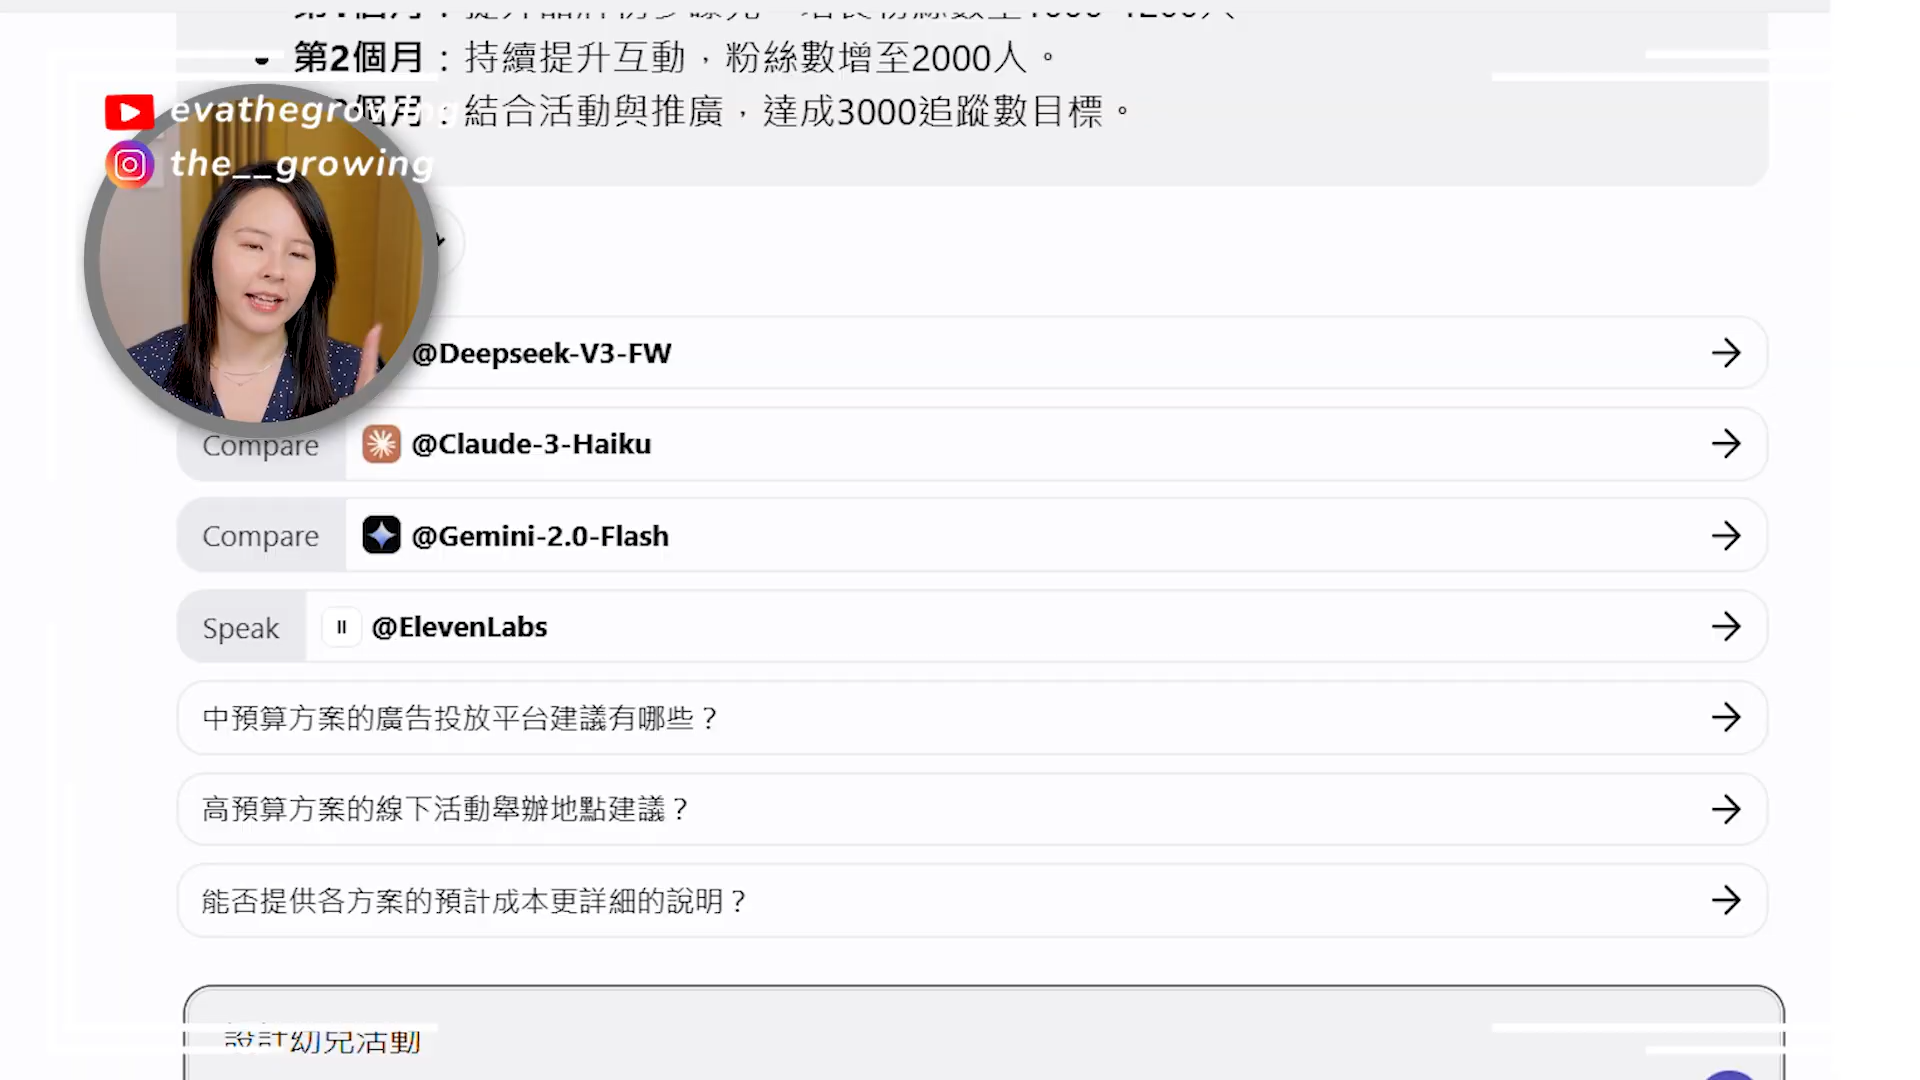 第2個月：持續提升互動，粉絲數增至2000人。
個月：結合活動與推廣，達成3000追蹤數目標。
evathegrowing
the__growing
@Deepseek-V3-FW
Compare @Claude-3-Haiku
Compare @Gemini-2.0-Flash
Speak @ElevenLabs
中預算方案的廣告投放平台建議有哪些？
高預算方案的線下活動舉辦地點建議？
能否提供各方案的預計成本更詳細的說明？
設計幼兒活動